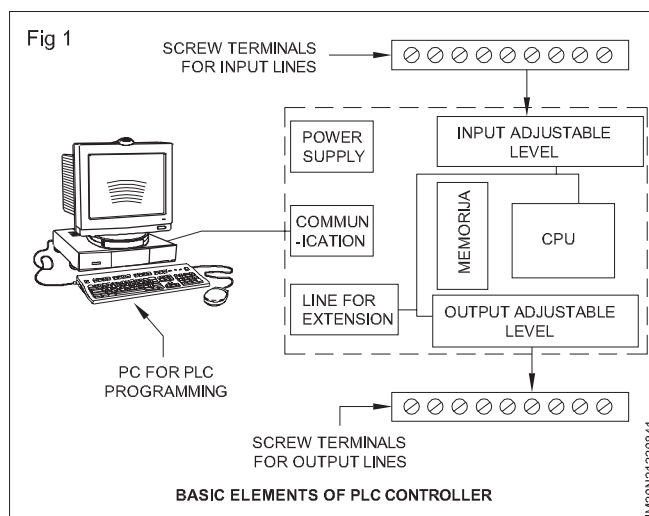 Fig 1
SCREW TERMINALS
FOR INPUT LINES
POWER
SUPPLY
INPUT ADJUSTABLE
LEVEL
COMMUN
-ICATION
MEMORIJA
CPU
LINE FOR
EXTENSION
OUTPUT ADJUSTABLE
LEVEL
PC FOR PLC
PROGRAMMING
SCREW TERMINALS
FOR OUTPUT LINES
BASIC ELEMENTS OF PLC CONTROLLER